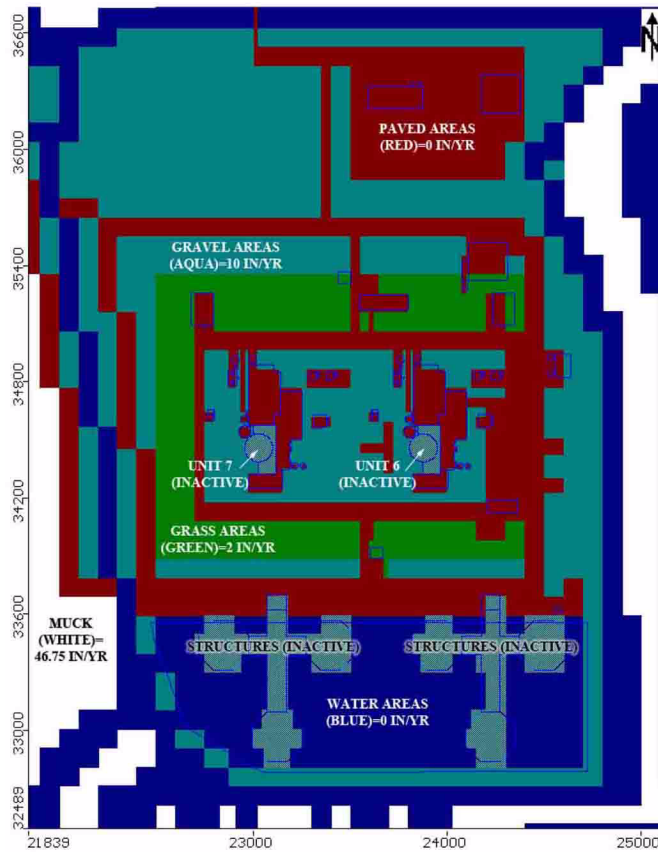 36600
N
PAVED AREAS
(RED)=0 IN/YR
36000
GRAVEL AREAS
(AQUA)=10 IN/YR
35400
34800
UNIT 7
(INACTIVE)
UNIT 6
(INACTIVE)
34200
GRASS AREAS
(GREEN)=2 IN/YR
33600
MUCK
(WHITE)=
46.75 IN/YR
STRUCTURES (INACTIVE)
STRUCTURES (INACTIVE)
WATER AREAS
(BLUE)=0 IN/YR
33000
32489
21839
23000
24000
25000